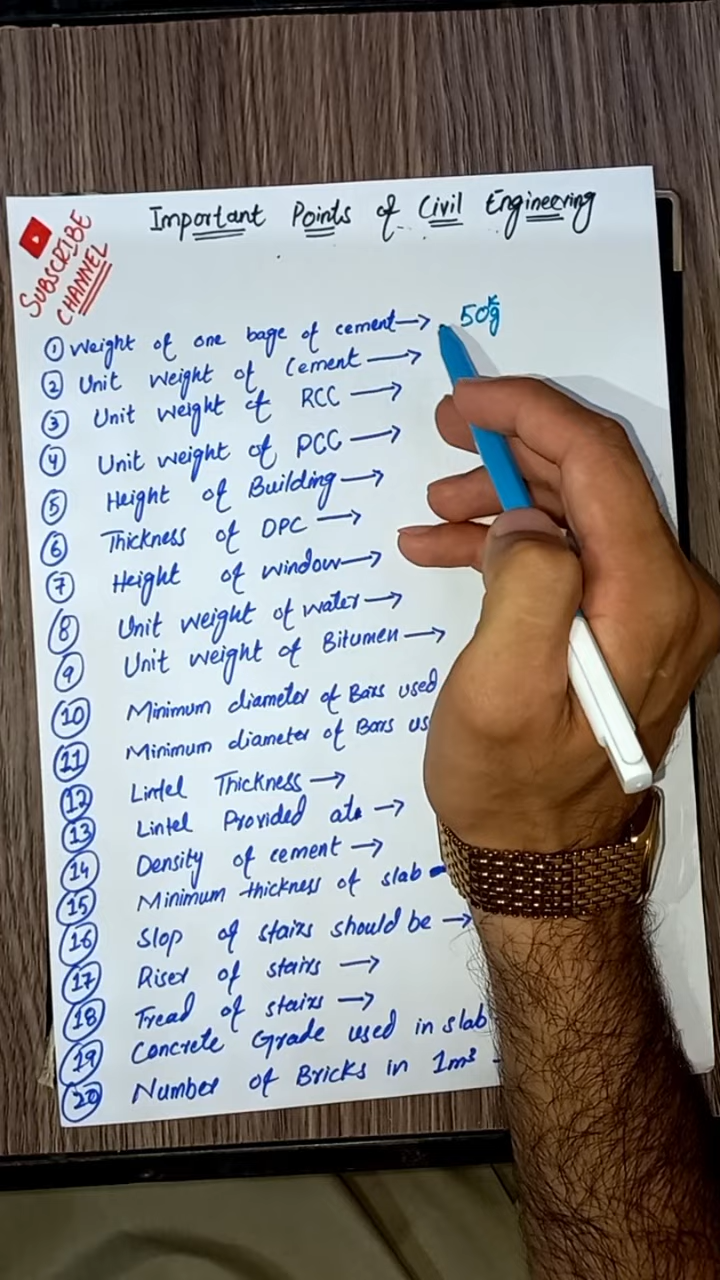 Important Points of Civil Engineering
SUBSCRIBE
CHANNEL
① Weight of one bage of cement→ 50kg
② Unit weight of Cement →
③ Unit weight of RCC →
④ Unit weight of PCC →
⑤ Height of Building →
⑥ Thickness of DPC →
⑦ Height of window→
⑧ Unit weight of water→
⑨ Unit weight of Bitumen →
⑩ Minimum diameter of Bars used
⑪ Minimum diameter of Bars us
⑫ Lintel Thickness →
⑬ Lintel Provided at →
⑭ Density of cement →
⑮ Minimum thickness of slab -
⑯ Slop of stairs should be →
⑰ Riser of stairs →
⑱ Tread of stairs →
⑲ Concrete Grade used in slab
⑳ Number of Bricks in 1m³ -